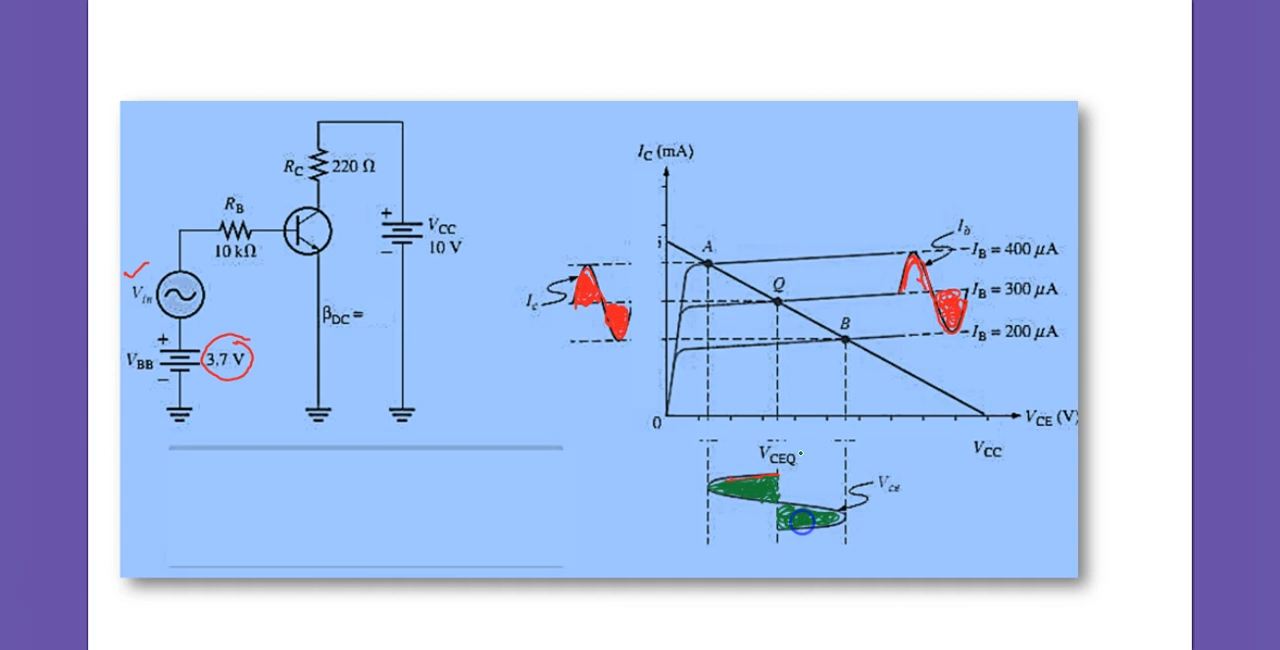 R_C 220 Ω
R_B
10 kΩ
V_CC
10 V
V_in
β_DC =
V_BB 3.7 V
+
−
+
−
I_C (mA)
I_b
I_B = 400 μA
I_B = 300 μA
I_B = 200 μA
A
Q
B
I_c
0
V_CE (V)
V_CEQ
V_CC
V_ce